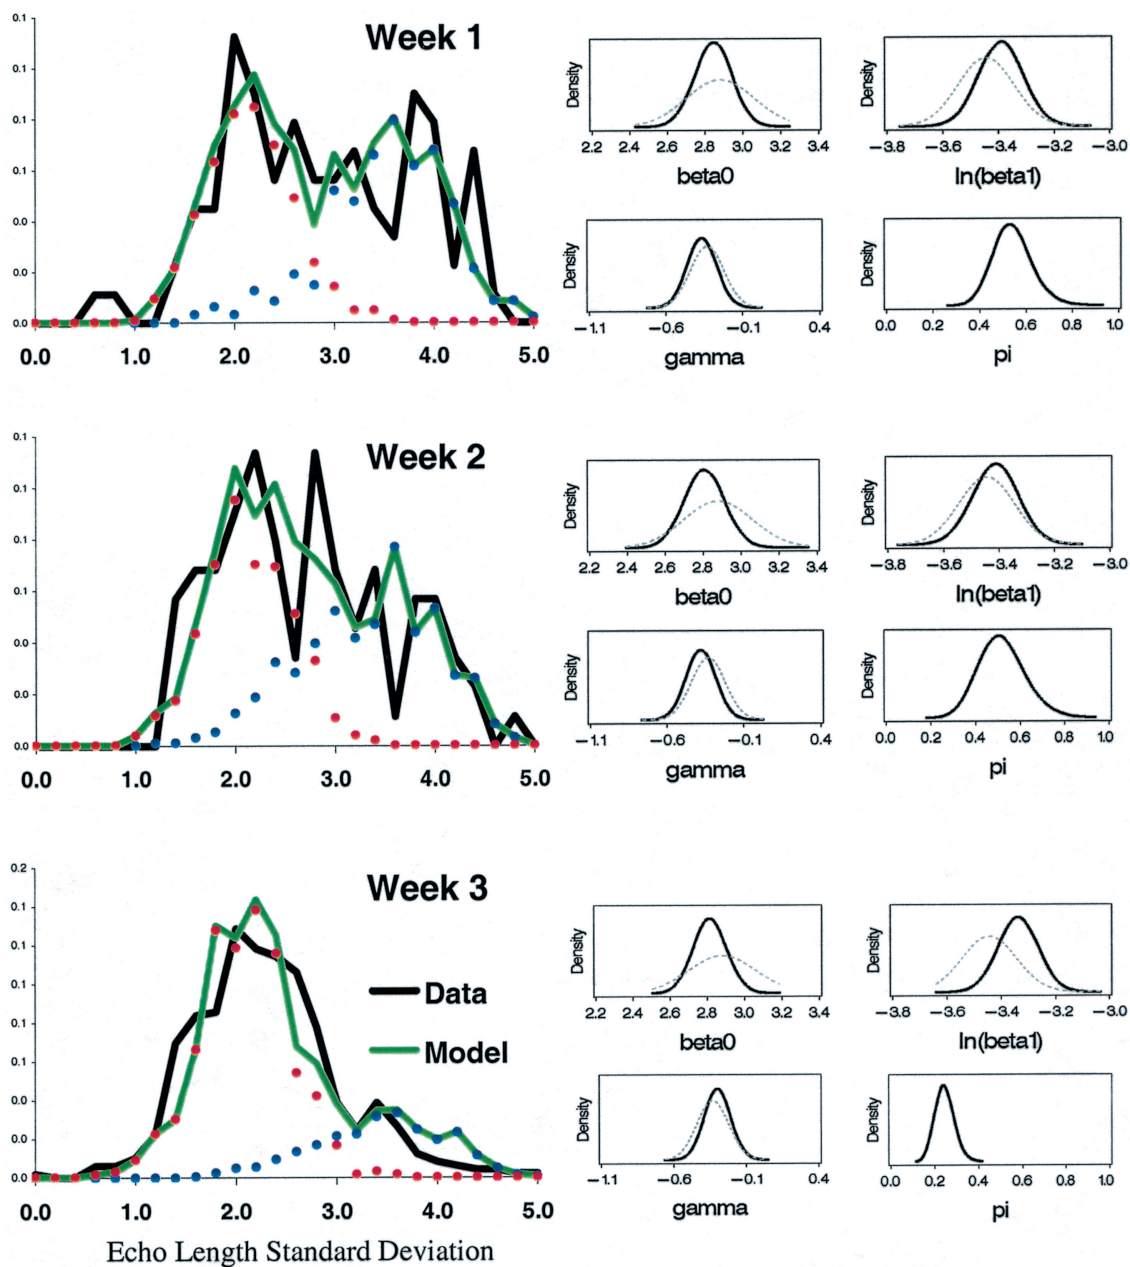 Week 1
0.1
0.1
0.1
0.1
0.0
0.0
0.0
0.0 1.0 2.0 3.0 4.0 5.0
Density
2.2 2.4 2.6 2.8 3.0 3.2 3.4
beta0
Density
−3.8 −3.6 −3.4 −3.2 −3.0
ln(beta1)
Density
−1.1 −0.6 −0.1 0.4
gamma
Density
0.0 0.2 0.4 0.6 0.8 1.0
pi
Week 2
0.1
0.1
0.1
0.1
0.0
0.0
0.0
0.0 1.0 2.0 3.0 4.0 5.0
Density
2.2 2.4 2.6 2.8 3.0 3.2 3.4
beta0
Density
−3.8 −3.6 −3.4 −3.2 −3.0
ln(beta1)
Density
−1.1 −0.6 −0.1 0.4
gamma
Density
0.0 0.2 0.4 0.6 0.8 1.0
pi
Week 3
0.2
0.1
0.1
0.1
0.1
0.1
0.0
0.0
0.0
Data
Model
0.0 1.0 2.0 3.0 4.0 5.0
Echo Length Standard Deviation
Density
2.2 2.4 2.6 2.8 3.0 3.2 3.4
beta0
Density
−3.8 −3.6 −3.4 −3.2 −3.0
ln(beta1)
Density
−1.1 −0.6 −0.1 0.4
gamma
Density
0.0 0.2 0.4 0.6 0.8 1.0
pi